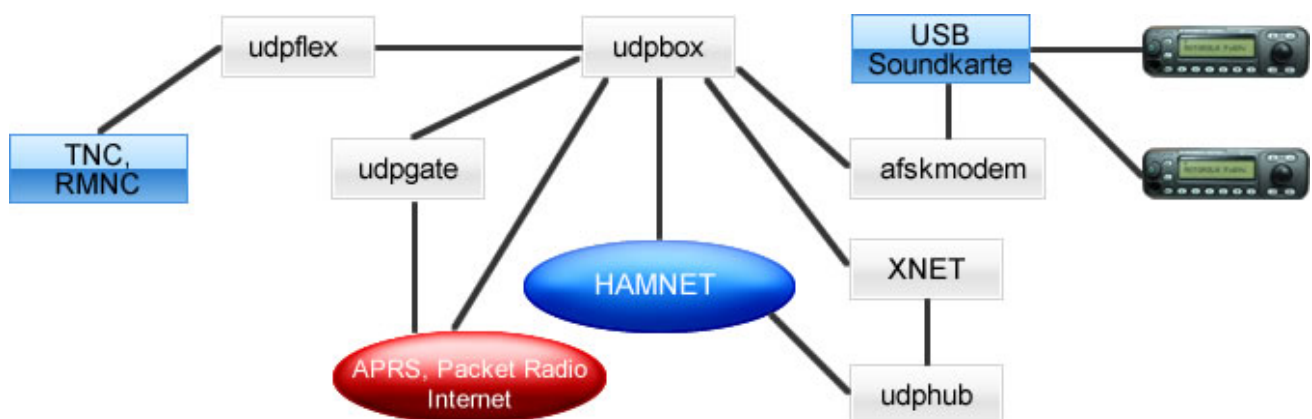 udpflex
udpbox
USB
Soundkarte
TNC,
RMNC
udpgate
afskmodem
HAMNET
XNET
APRS, Packet Radio
Internet
udphub